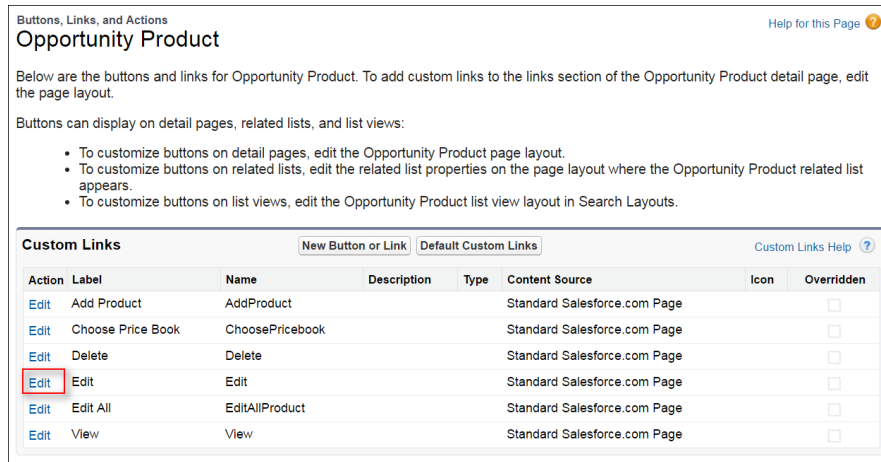 Buttons, Links, and Actions
Help for this Page ?
Opportunity Product
Below are the buttons and links for Opportunity Product. To add custom links to the links section of the Opportunity Product detail page, edit
the page layout.
Buttons can display on detail pages, related lists, and list views:
• To customize buttons on detail pages, edit the Opportunity Product page layout.
• To customize buttons on related lists, edit the related list properties on the page layout where the Opportunity Product related list
appears.
• To customize buttons on list views, edit the Opportunity Product list view layout in Search Layouts.
Custom Links New Button or Link Default Custom Links Custom Links Help ?
Action Label Name Description Type Content Source Icon Overridden
Edit Add Product AddProduct Standard Salesforce.com Page
Edit Choose Price Book ChoosePricebook Standard Salesforce.com Page
Edit Delete Delete Standard Salesforce.com Page
Edit Edit Edit Standard Salesforce.com Page
Edit Edit All EditAllProduct Standard Salesforce.com Page
Edit View View Standard Salesforce.com Page